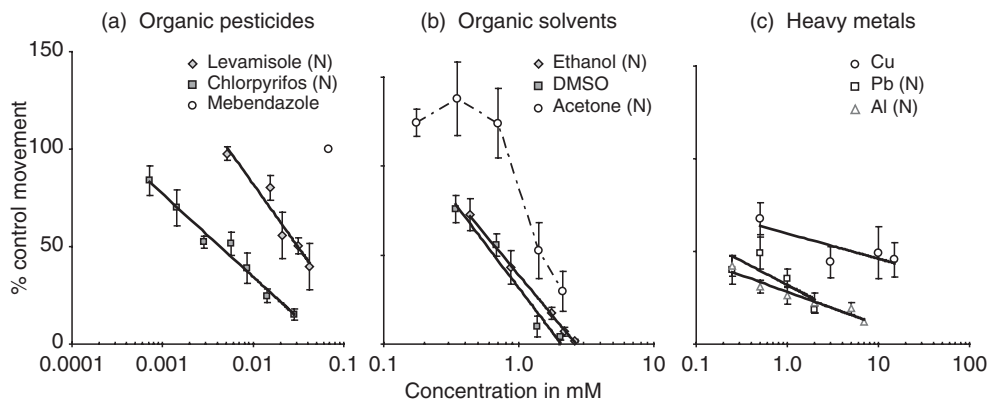 (a) Organic pesticides
Levamisole (N)
Chlorpyrifos (N)
Mebendazole
% control movement
150
100
50
0
0.0001
0.001
0.01
0.1
(b) Organic solvents
Ethanol (N)
DMSO
Acetone (N)
0.1
1.0
10
Concentration in mM
(c) Heavy metals
Cu
Pb (N)
Al (N)
0.1
1.0
10
100